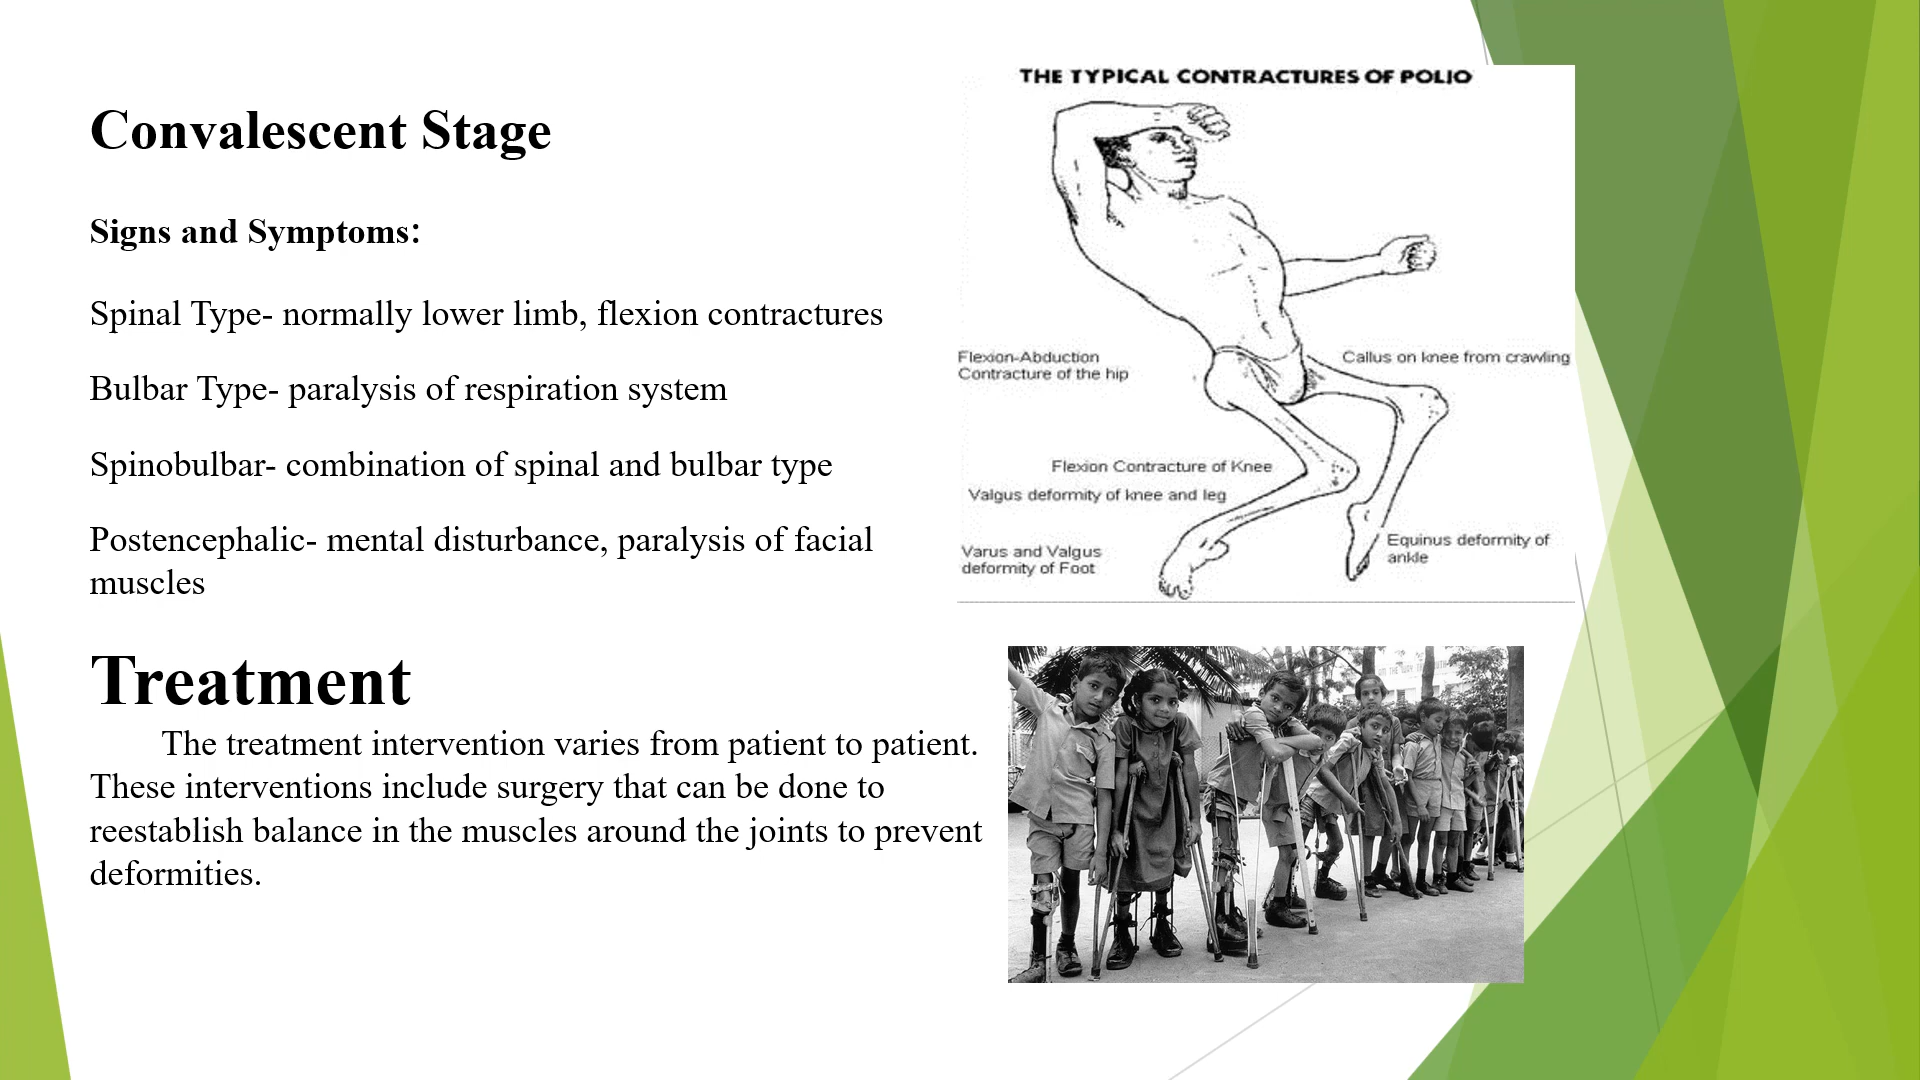 Convalescent Stage
Signs and Symptoms:
Spinal Type- normally lower limb, flexion contractures
Bulbar Type- paralysis of respiration system
Spinobulbar- combination of spinal and bulbar type
Postencephalic- mental disturbance, paralysis of facial
muscles
Treatment
The treatment intervention varies from patient to patient.
These interventions include surgery that can be done to
reestablish balance in the muscles around the joints to prevent
deformities.
THE TYPICAL CONTRACTURES OF POLIO
Flexion-Abduction
Contracture of the hip
Callus on knee from crawling
Flexion Contracture of Knee
Valgus deformity of knee and leg
Varus and Valgus
deformity of Foot
Equinus deformity of
ankle